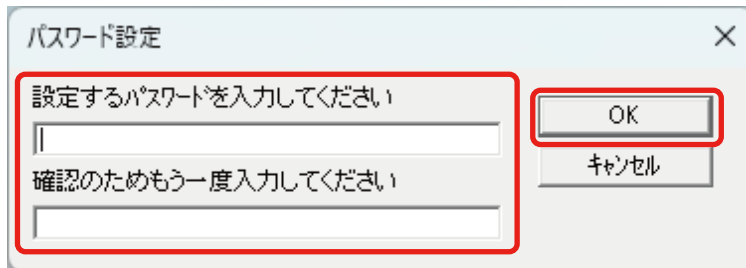 パスワード設定
設定するパスワードを入力してください
OK
キャンセル
確認のためもう一度入力してください